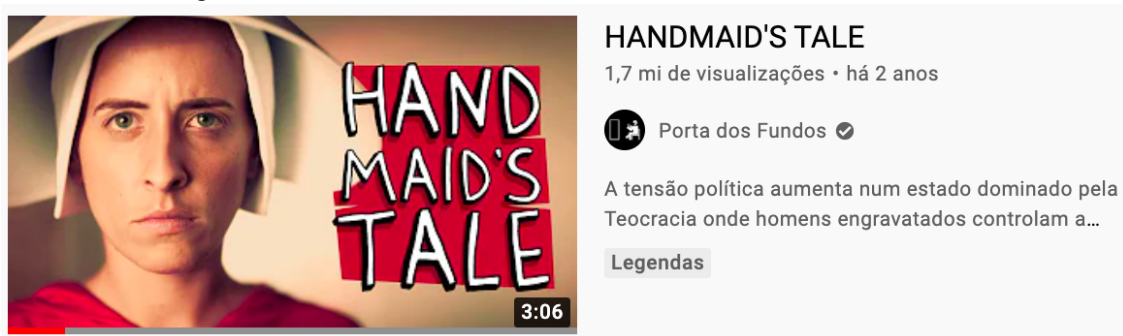 HAND
MAID'S
TALE
3:06
HANDMAID'S TALE
1,7 mi de visualizações • há 2 anos
Porta dos Fundos
A tensão política aumenta num estado dominado pela
Teocracia onde homens engravatados controlam a...
Legendas